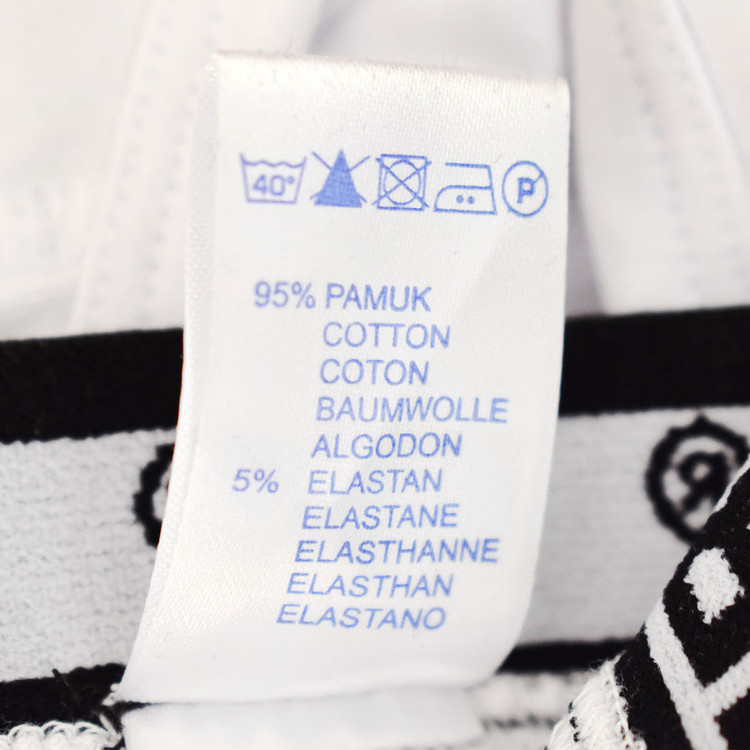 40° P
95% PAMUK
COTTON
COTON
BAUMWOLLE
ALGODON
5% ELASTAN
ELASTANE
ELASTHANNE
ELASTHAN
ELASTANO